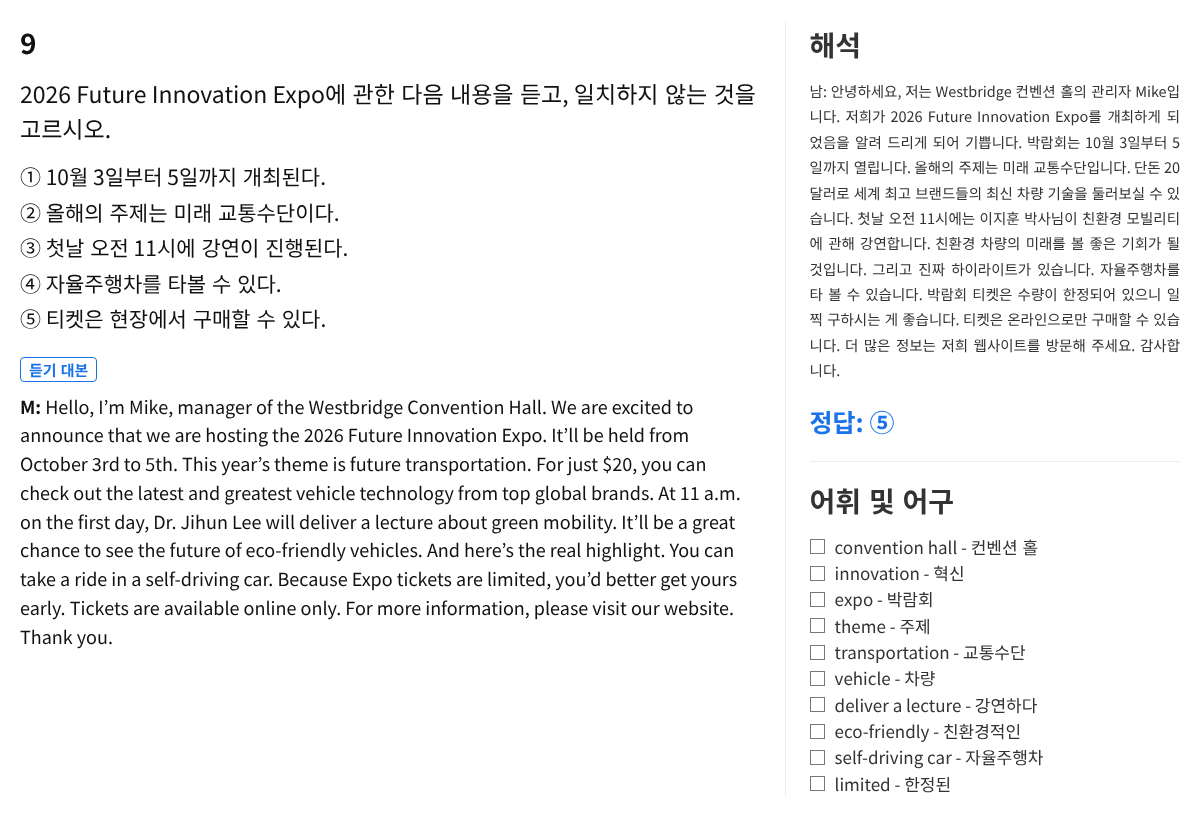 9
2026 Future Innovation Expo에 관한 다음 내용을 듣고, 일치하지 않는 것을
고르시오.
① 10월 3일부터 5일까지 개최된다.
② 올해의 주제는 미래 교통수단이다.
③ 첫날 오전 11시에 강연이 진행된다.
④ 자율주행차를 타볼 수 있다.
⑤ 티켓은 현장에서 구매할 수 있다.
듣기 대본
M: Hello, I’m Mike, manager of the Westbridge Convention Hall. We are excited to
announce that we are hosting the 2026 Future Innovation Expo. It’ll be held from
October 3rd to 5th. This year’s theme is future transportation. For just $20, you can
check out the latest and greatest vehicle technology from top global brands. At 11 a.m.
on the first day, Dr. Jihun Lee will deliver a lecture about green mobility. It’ll be a great
chance to see the future of eco-friendly vehicles. And here’s the real highlight. You can
take a ride in a self-driving car. Because Expo tickets are limited, you’d better get yours
early. Tickets are available online only. For more information, please visit our website.
Thank you.
해석
남: 안녕하세요, 저는 Westbridge 컨벤션 홀의 관리자 Mike입
니다. 저희가 2026 Future Innovation Expo를 개최하게 되
었음을 알려 드리게 되어 기쁩니다. 박람회는 10월 3일부터 5
일까지 열립니다. 올해의 주제는 미래 교통수단입니다. 단돈 20
달러로 세계 최고 브랜드들의 최신 차량 기술을 둘러보실 수 있
습니다. 첫날 오전 11시에는 이지훈 박사님이 친환경 모빌리티
에 관해 강연합니다. 친환경 차량의 미래를 볼 좋은 기회가 될
것입니다. 그리고 진짜 하이라이트가 있습니다. 자율주행차를
타 볼 수 있습니다. 박람회 티켓은 수량이 한정되어 있으니 일
찍 구하시는 게 좋습니다. 티켓은 온라인으로만 구매할 수 있습
니다. 더 많은 정보는 저희 웹사이트를 방문해 주세요. 감사합
니다.
정답: ⑤
어휘 및 어구
☐ convention hall - 컨벤션 홀
☐ innovation - 혁신
☐ expo - 박람회
☐ theme - 주제
☐ transportation - 교통수단
☐ vehicle - 차량
☐ deliver a lecture - 강연하다
☐ eco-friendly - 친환경적인
☐ self-driving car - 자율주행차
☐ limited - 한정된